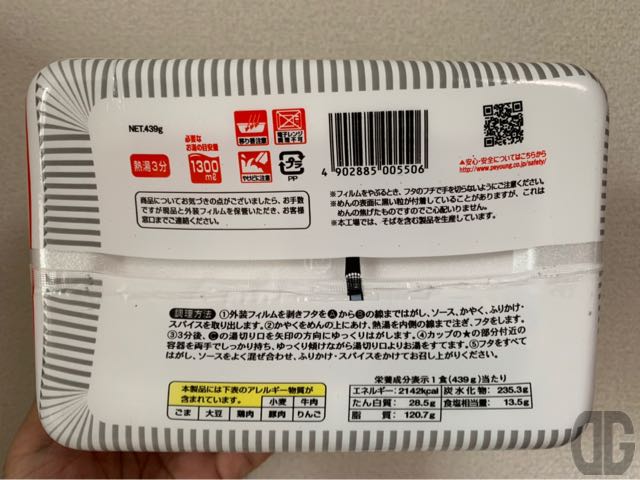 NET.439g
熱湯3分
必要な
お湯の目安量
1300mℓ
移り香注意
電子レンジ
調理不可
やけどに注意
PP
4 902885 005506
▲安心・安全についてはこちらから
http://www.peyoung.co.jp/safety/
商品についてお気づきの点がございましたら、お手数
ですが現品と外装フィルムを保管いただき、お客様
窓口までご連絡ください。
※フィルムをやぶるとき、フタのフチで手を切らないようにご注意ください。
※めんの表面に黒い粒が付着していることがありますが、これは
めんの焦げたものですのでご心配いりません。
※本工場では、そばを含む製品を生産しています。
調理方法 ①外装フィルムを剥きフタをAからBの線まではがし、ソース、かやく、ふりかけ・
スパイスを取り出します。②かやくをめんの上にあけ、熱湯を内側の線まで注ぎ、フタをします。
③3分後、Cの湯切り口を矢印の方向にゆっくりはがします。④カップの★の部分付近の
容器を両手でしっかり持ち、ゆっくり傾けながら湯切り口よりお湯をすてます。⑤フタをすべて
はがし、ソースをよく混ぜ合わせ、ふりかけ・スパイスをかけてお召し上がりください。
本製品には下表のアレルギー物質が
含まれています。 小麦 牛肉
ごま 大豆 鶏肉 豚肉 りんご
栄養成分表示1食(439g)当たり
エネルギー: 2142kcal 炭水化物: 235.3g
たん白質: 28.5g 食塩相当量: 13.5g
脂質: 120.7g
DG